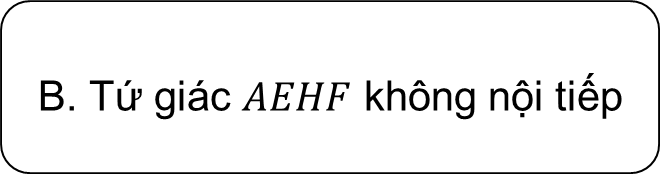 B. Tứ giác AEHF không nội tiếp